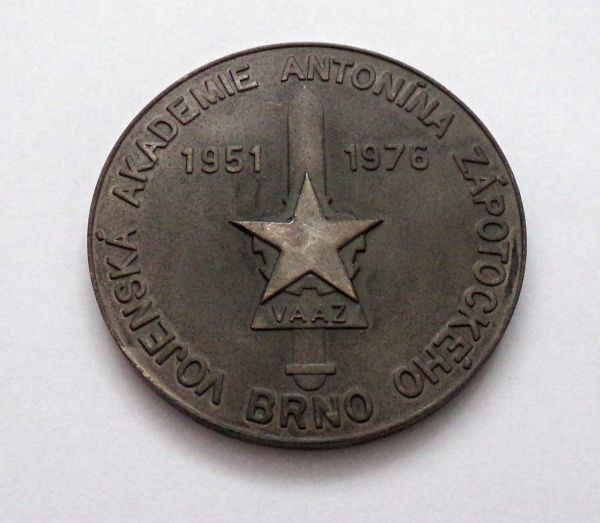 VOJENSKÁ AKADEMIE ANTONÍNA ZÁPOTOCKÉHO
1951 1976
VAAZ
BRNO